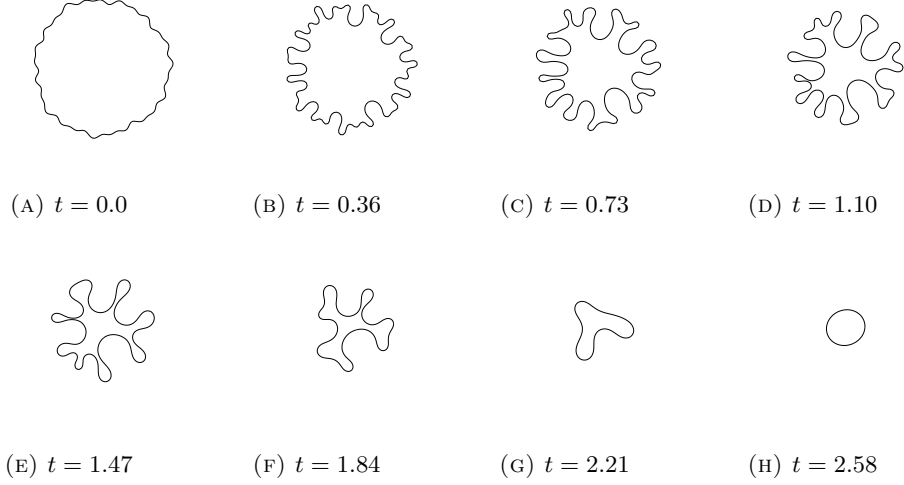 (A) t = 0.0 (B) t = 0.36 (C) t = 0.73 (D) t = 1.10
(E) t = 1.47 (F) t = 1.84 (G) t = 2.21 (H) t = 2.58